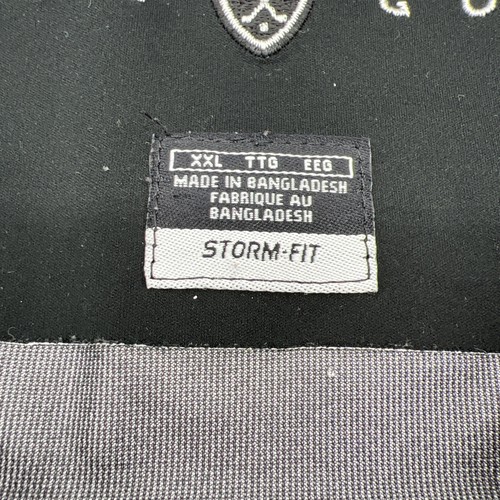 G O
XXL TTG EEG
MADE IN BANGLADESH
FABRIQUE AU
BANGLADESH
STORM-FIT